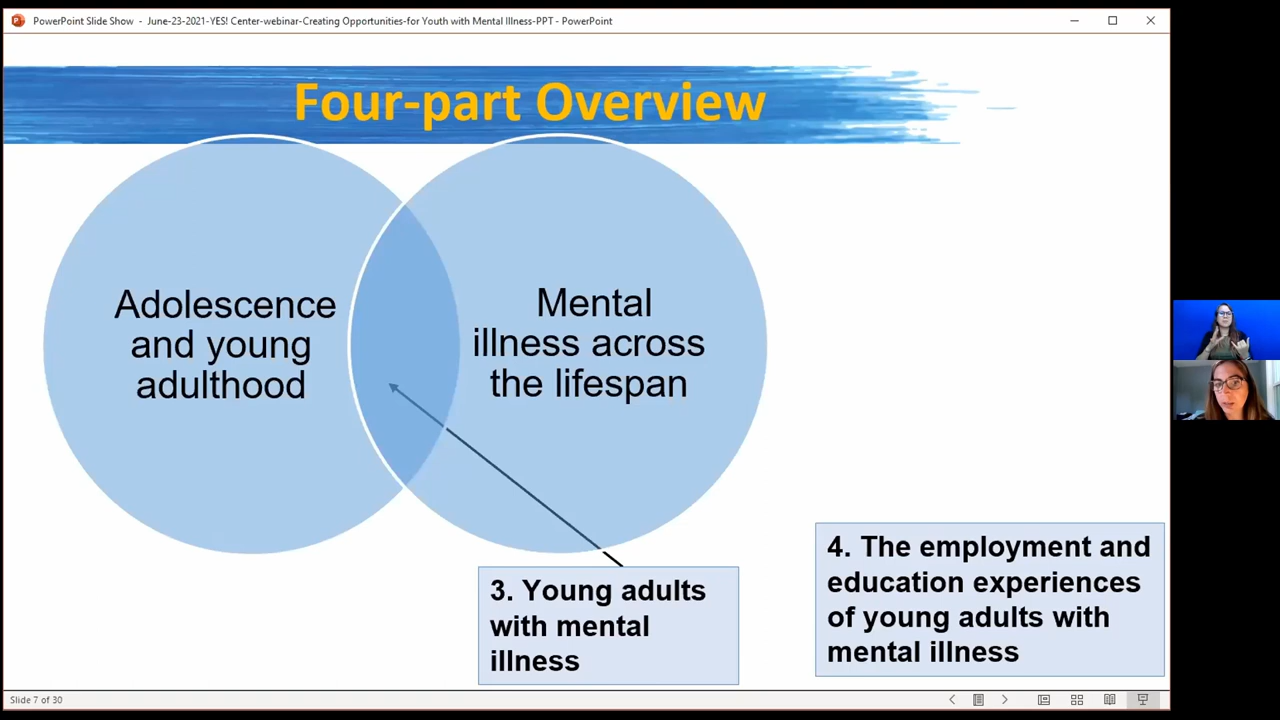 PowerPoint Slide Show - June-23-2021-YES! Center-webinar-Creating Opportunities-for Youth with Mental Illness-PPT - PowerPoint
Four-part Overview
Adolescence
and young
adulthood
Mental
illness across
the lifespan
3. Young adults
with mental
illness
4. The employment and
education experiences
of young adults with
mental illness
Slide 7 of 30